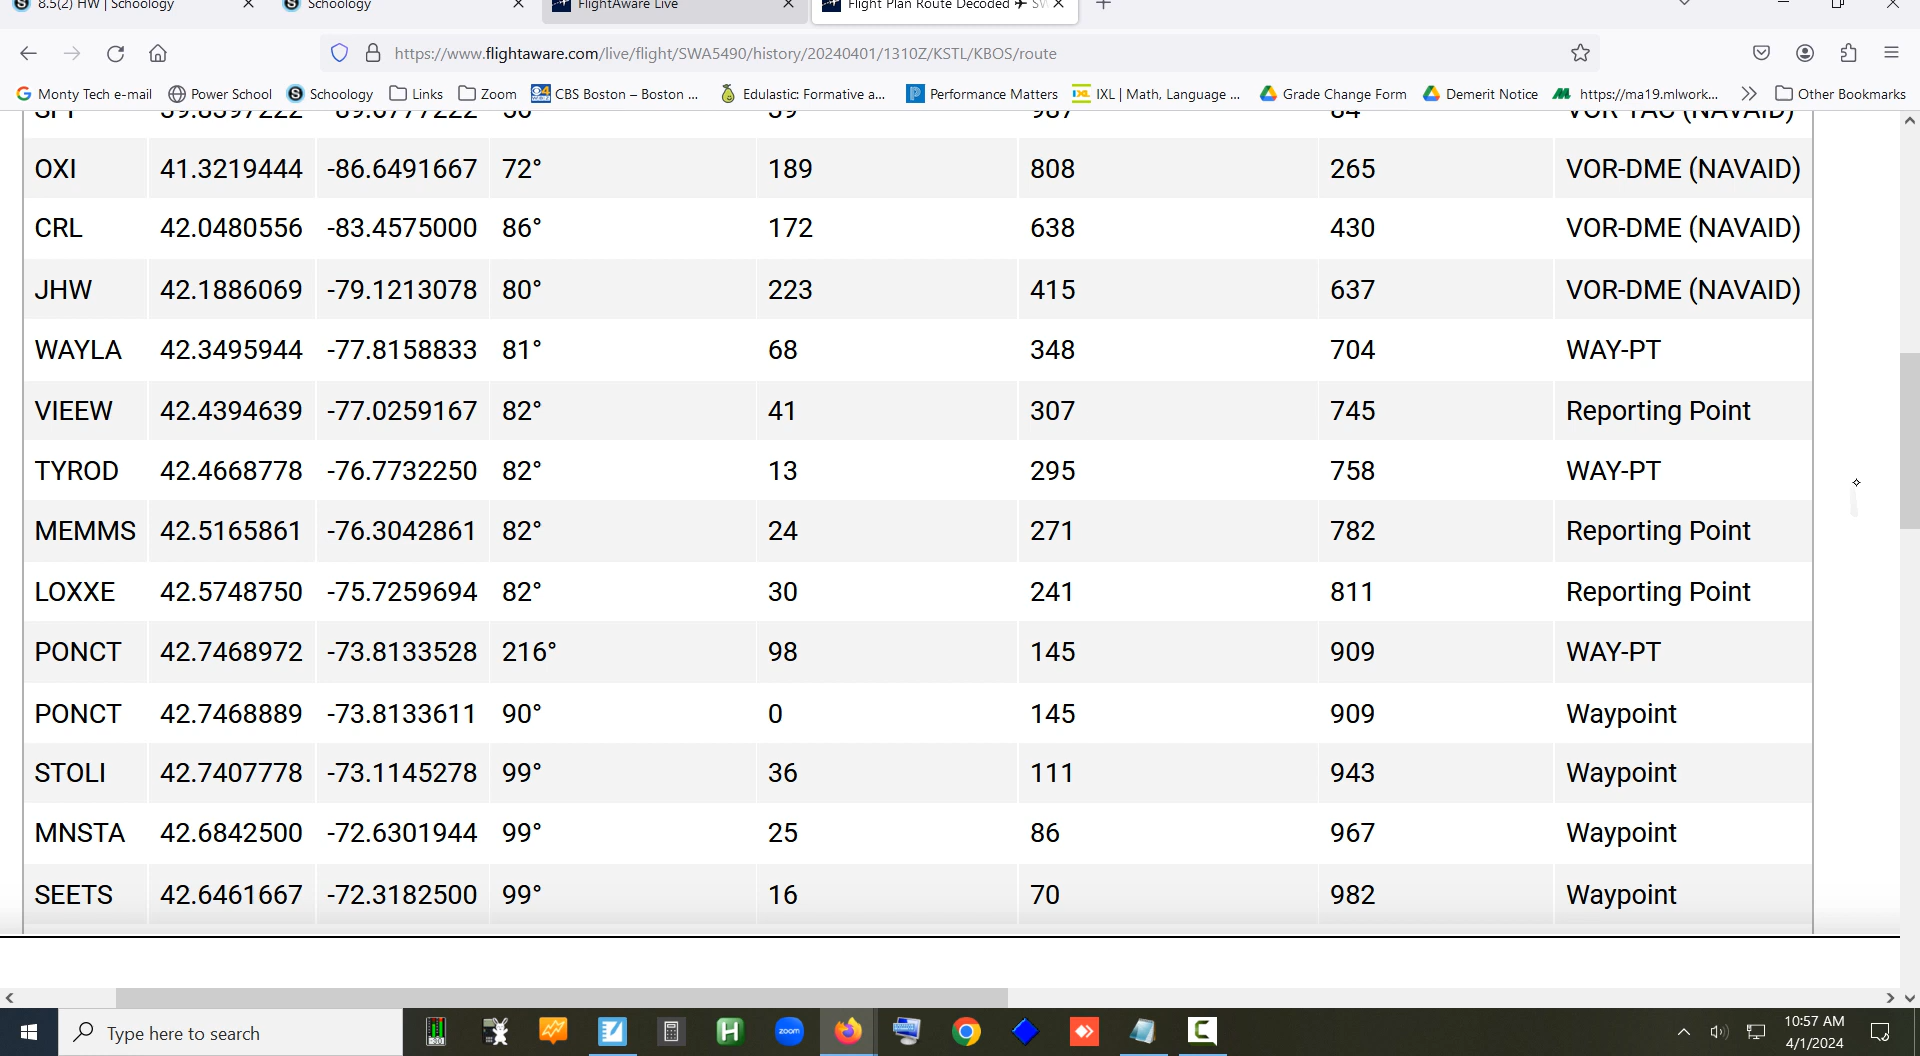 8.5(2) HW | Schoology
Schoology
FlightAware Live
Flight Plan Route Decoded ✈ SW
https://www.flightaware.com/live/flight/SWA5490/history/20240401/1310Z/KSTL/KBOS/route
Monty Tech e-mail Power School Schoology Links Zoom CBS Boston – Boston ... Edulastic: Formative a... Performance Matters IXL | Math, Language ... Grade Change Form Demerit Notice https://ma19.mlwork... Other Bookmarks
39.8397222 -89.6777222 59 987 84 VOR-TAC (NAVAID)
OXI 41.3219444 -86.6491667 72° 189 808 265 VOR-DME (NAVAID)
CRL 42.0480556 -83.4575000 86° 172 638 430 VOR-DME (NAVAID)
JHW 42.1886069 -79.1213078 80° 223 415 637 VOR-DME (NAVAID)
WAYLA 42.3495944 -77.8158833 81° 68 348 704 WAY-PT
VIEEW 42.4394639 -77.0259167 82° 41 307 745 Reporting Point
TYROD 42.4668778 -76.7732250 82° 13 295 758 WAY-PT
MEMMS 42.5165861 -76.3042861 82° 24 271 782 Reporting Point
LOXXE 42.5748750 -75.7259694 82° 30 241 811 Reporting Point
PONCT 42.7468972 -73.8133528 216° 98 145 909 WAY-PT
PONCT 42.7468889 -73.8133611 90° 0 145 909 Waypoint
STOLI 42.7407778 -73.1145278 99° 36 111 943 Waypoint
MNSTA 42.6842500 -72.6301944 99° 25 86 967 Waypoint
SEETS 42.6461667 -72.3182500 99° 16 70 982 Waypoint
Type here to search
zoom
10:57 AM
4/1/2024